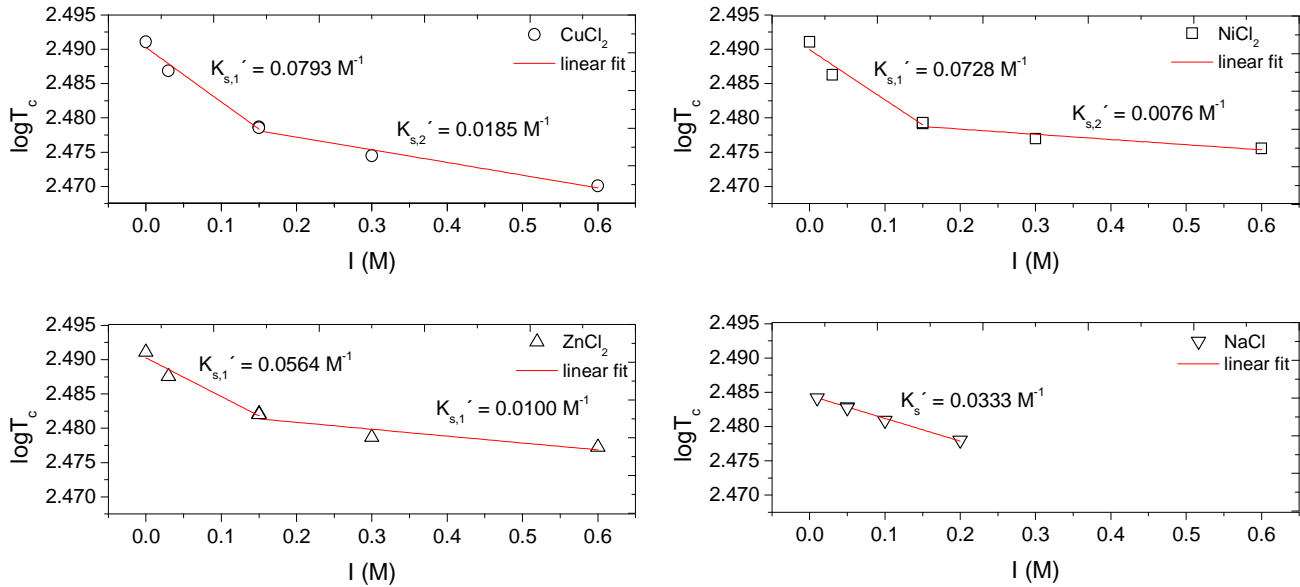 2.495
2.490
2.485
2.480
2.475
2.470
logT_c
CuCl₂
linear fit
K_{s,1}´ = 0.0793 M⁻¹
K_{s,2}´ = 0.0185 M⁻¹
0.0 0.1 0.2 0.3 0.4 0.5 0.6
I (M)
2.495
2.490
2.485
2.480
2.475
2.470
logT_c
NiCl₂
linear fit
K_{s,1}´ = 0.0728 M⁻¹
K_{s,2}´ = 0.0076 M⁻¹
0.0 0.1 0.2 0.3 0.4 0.5 0.6
I (M)
2.495
2.490
2.485
2.480
2.475
2.470
logT_c
ZnCl₂
linear fit
K_{s,1}´ = 0.0564 M⁻¹
K_{s,1}´ = 0.0100 M⁻¹
0.0 0.1 0.2 0.3 0.4 0.5 0.6
I (M)
2.495
2.490
2.485
2.480
2.475
2.470
logT_c
NaCl
linear fit
K_s´ = 0.0333 M⁻¹
0.0 0.1 0.2 0.3 0.4 0.5 0.6
I (M)